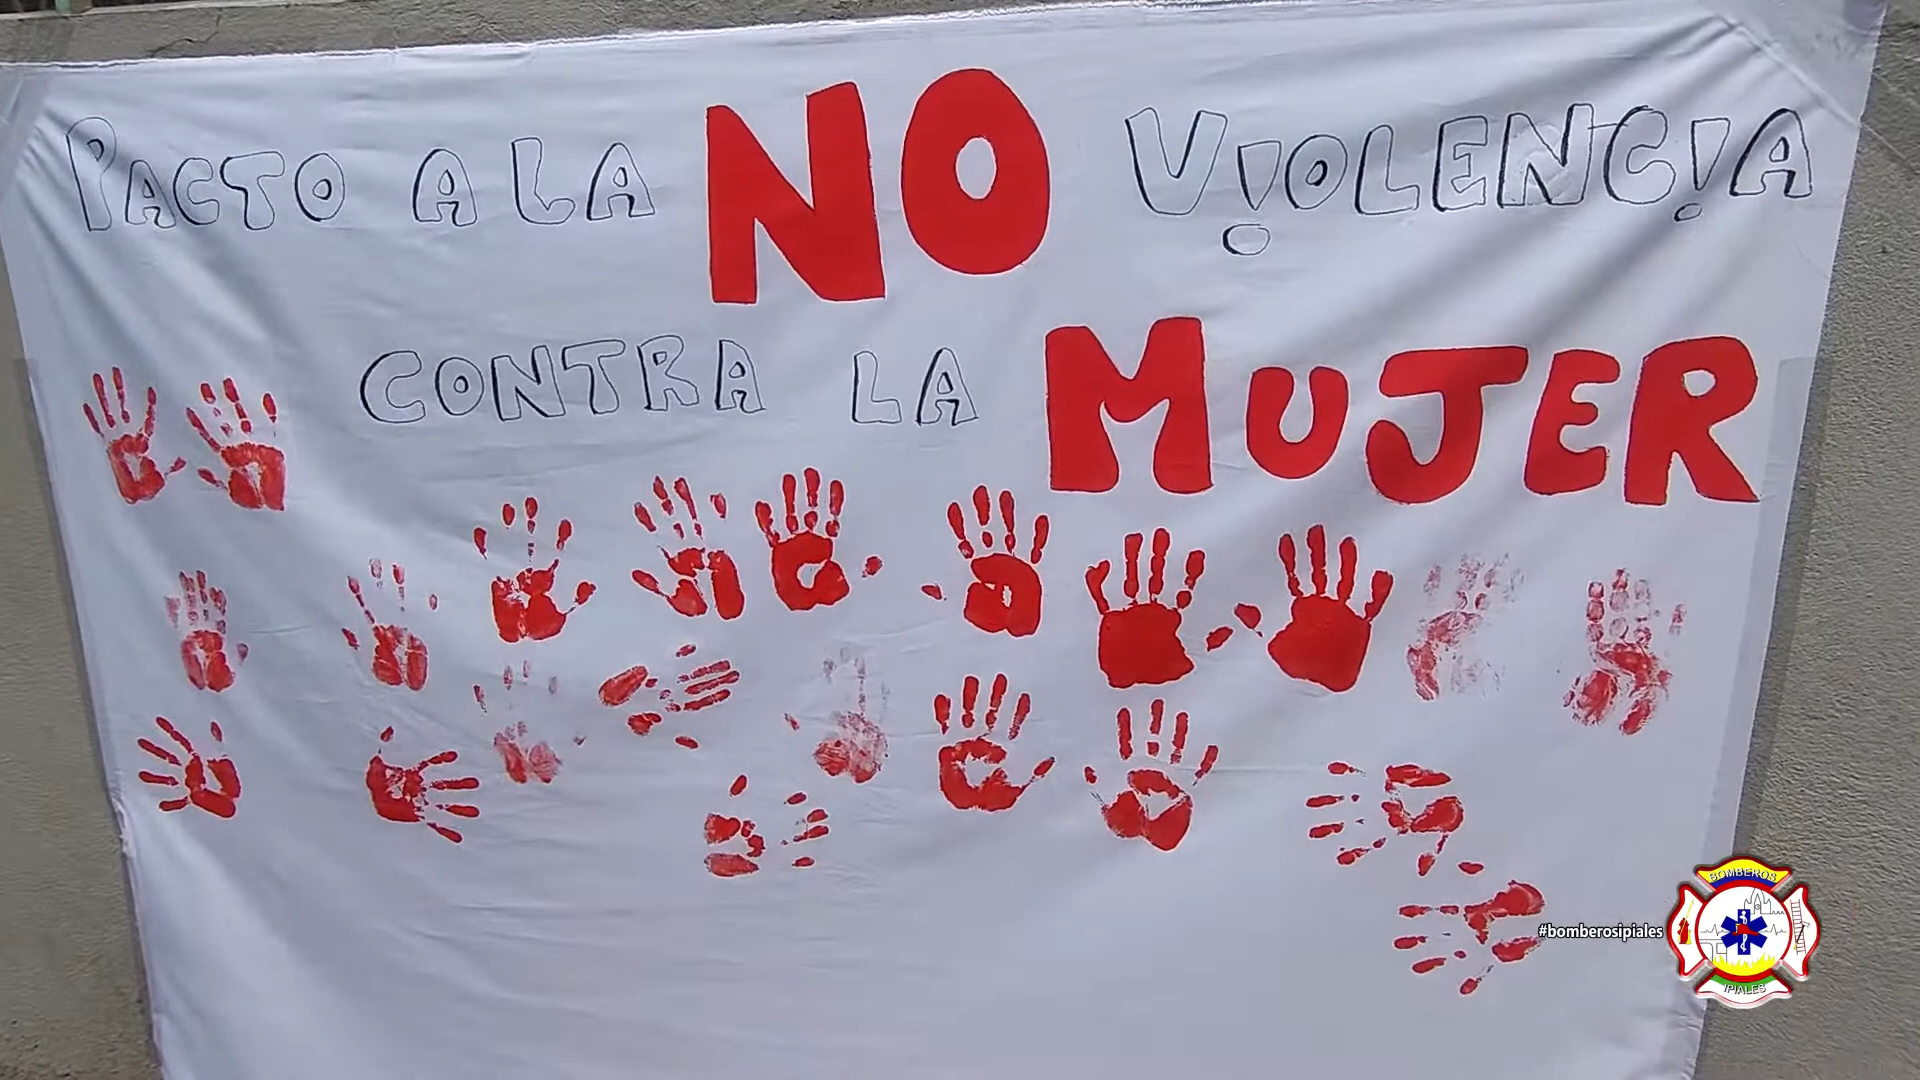 PACTO A LA NO VIOLENCIA
CONTRA LA MUJER
#bomberosipiales
BOMBEROS
IPIALES